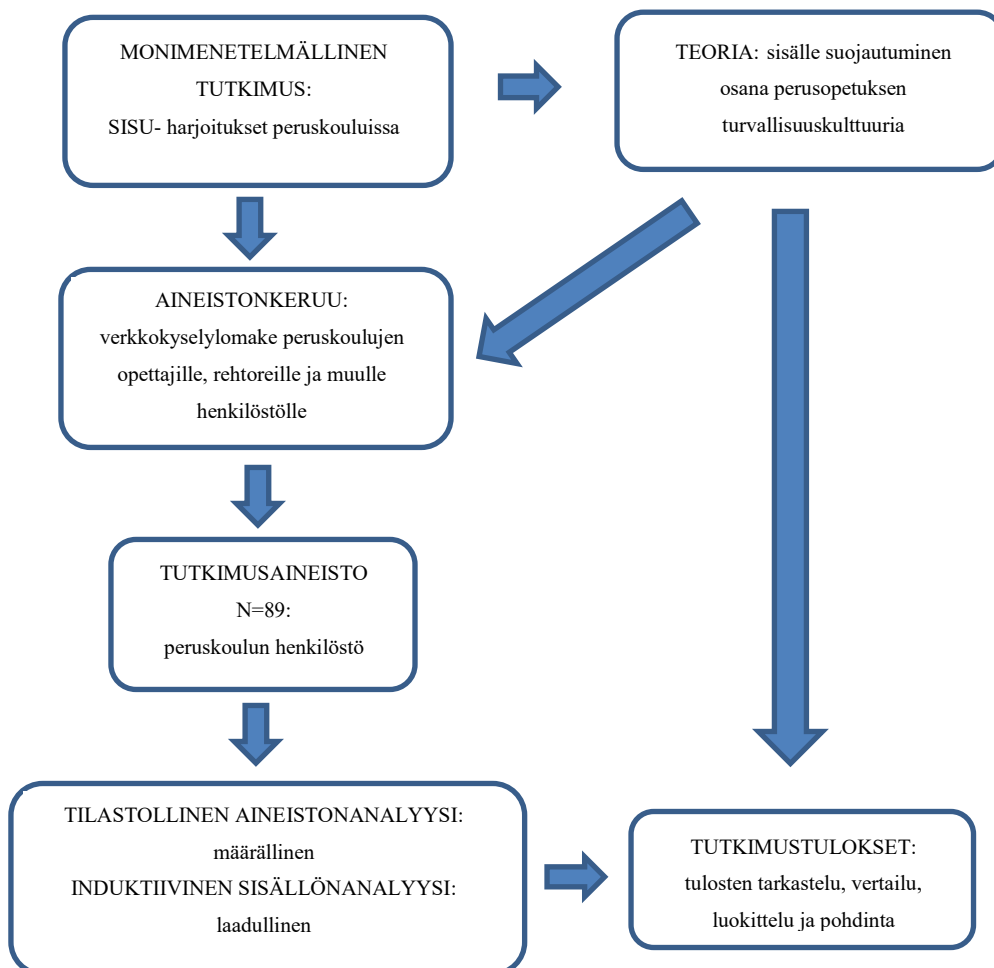 MONIMENETELMÄLLINEN
TUTKIMUS:
SISU- harjoitukset peruskouluissa
TEORIA: sisälle suojautuminen
osana perusopetuksen
turvallisuuskulttuuria
AINEISTONKERUU:
verkkokyselylomake peruskoulujen
opettajille, rehtoreille ja muulle
henkilöstölle
TUTKIMUSAINEISTO
N=89:
peruskoulun henkilöstö
TILASTOLLINEN AINEISTONANALYYSI:
määrällinen
INDUKTIIVINEN SISÄLLÖNANALYYSI:
laadullinen
TUTKIMUSTULOKSET:
tulosten tarkastelu, vertailu,
luokittelu ja pohdinta